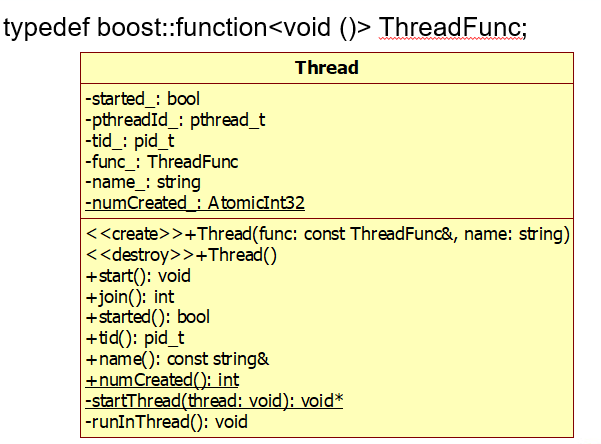 typedef boost::function<void ()> ThreadFunc;
Thread
-started_: bool
-pthreadId_: pthread_t
-tid_: pid_t
-func_: ThreadFunc
-name_: string
-numCreated_: AtomicInt32
<<create>>+Thread(func: const ThreadFunc&, name: string)
<<destroy>>+Thread()
+start(): void
+join(): int
+started(): bool
+tid(): pid_t
+name(): const string&
+numCreated(): int
-startThread(thread: void): void*
-runInThread(): void